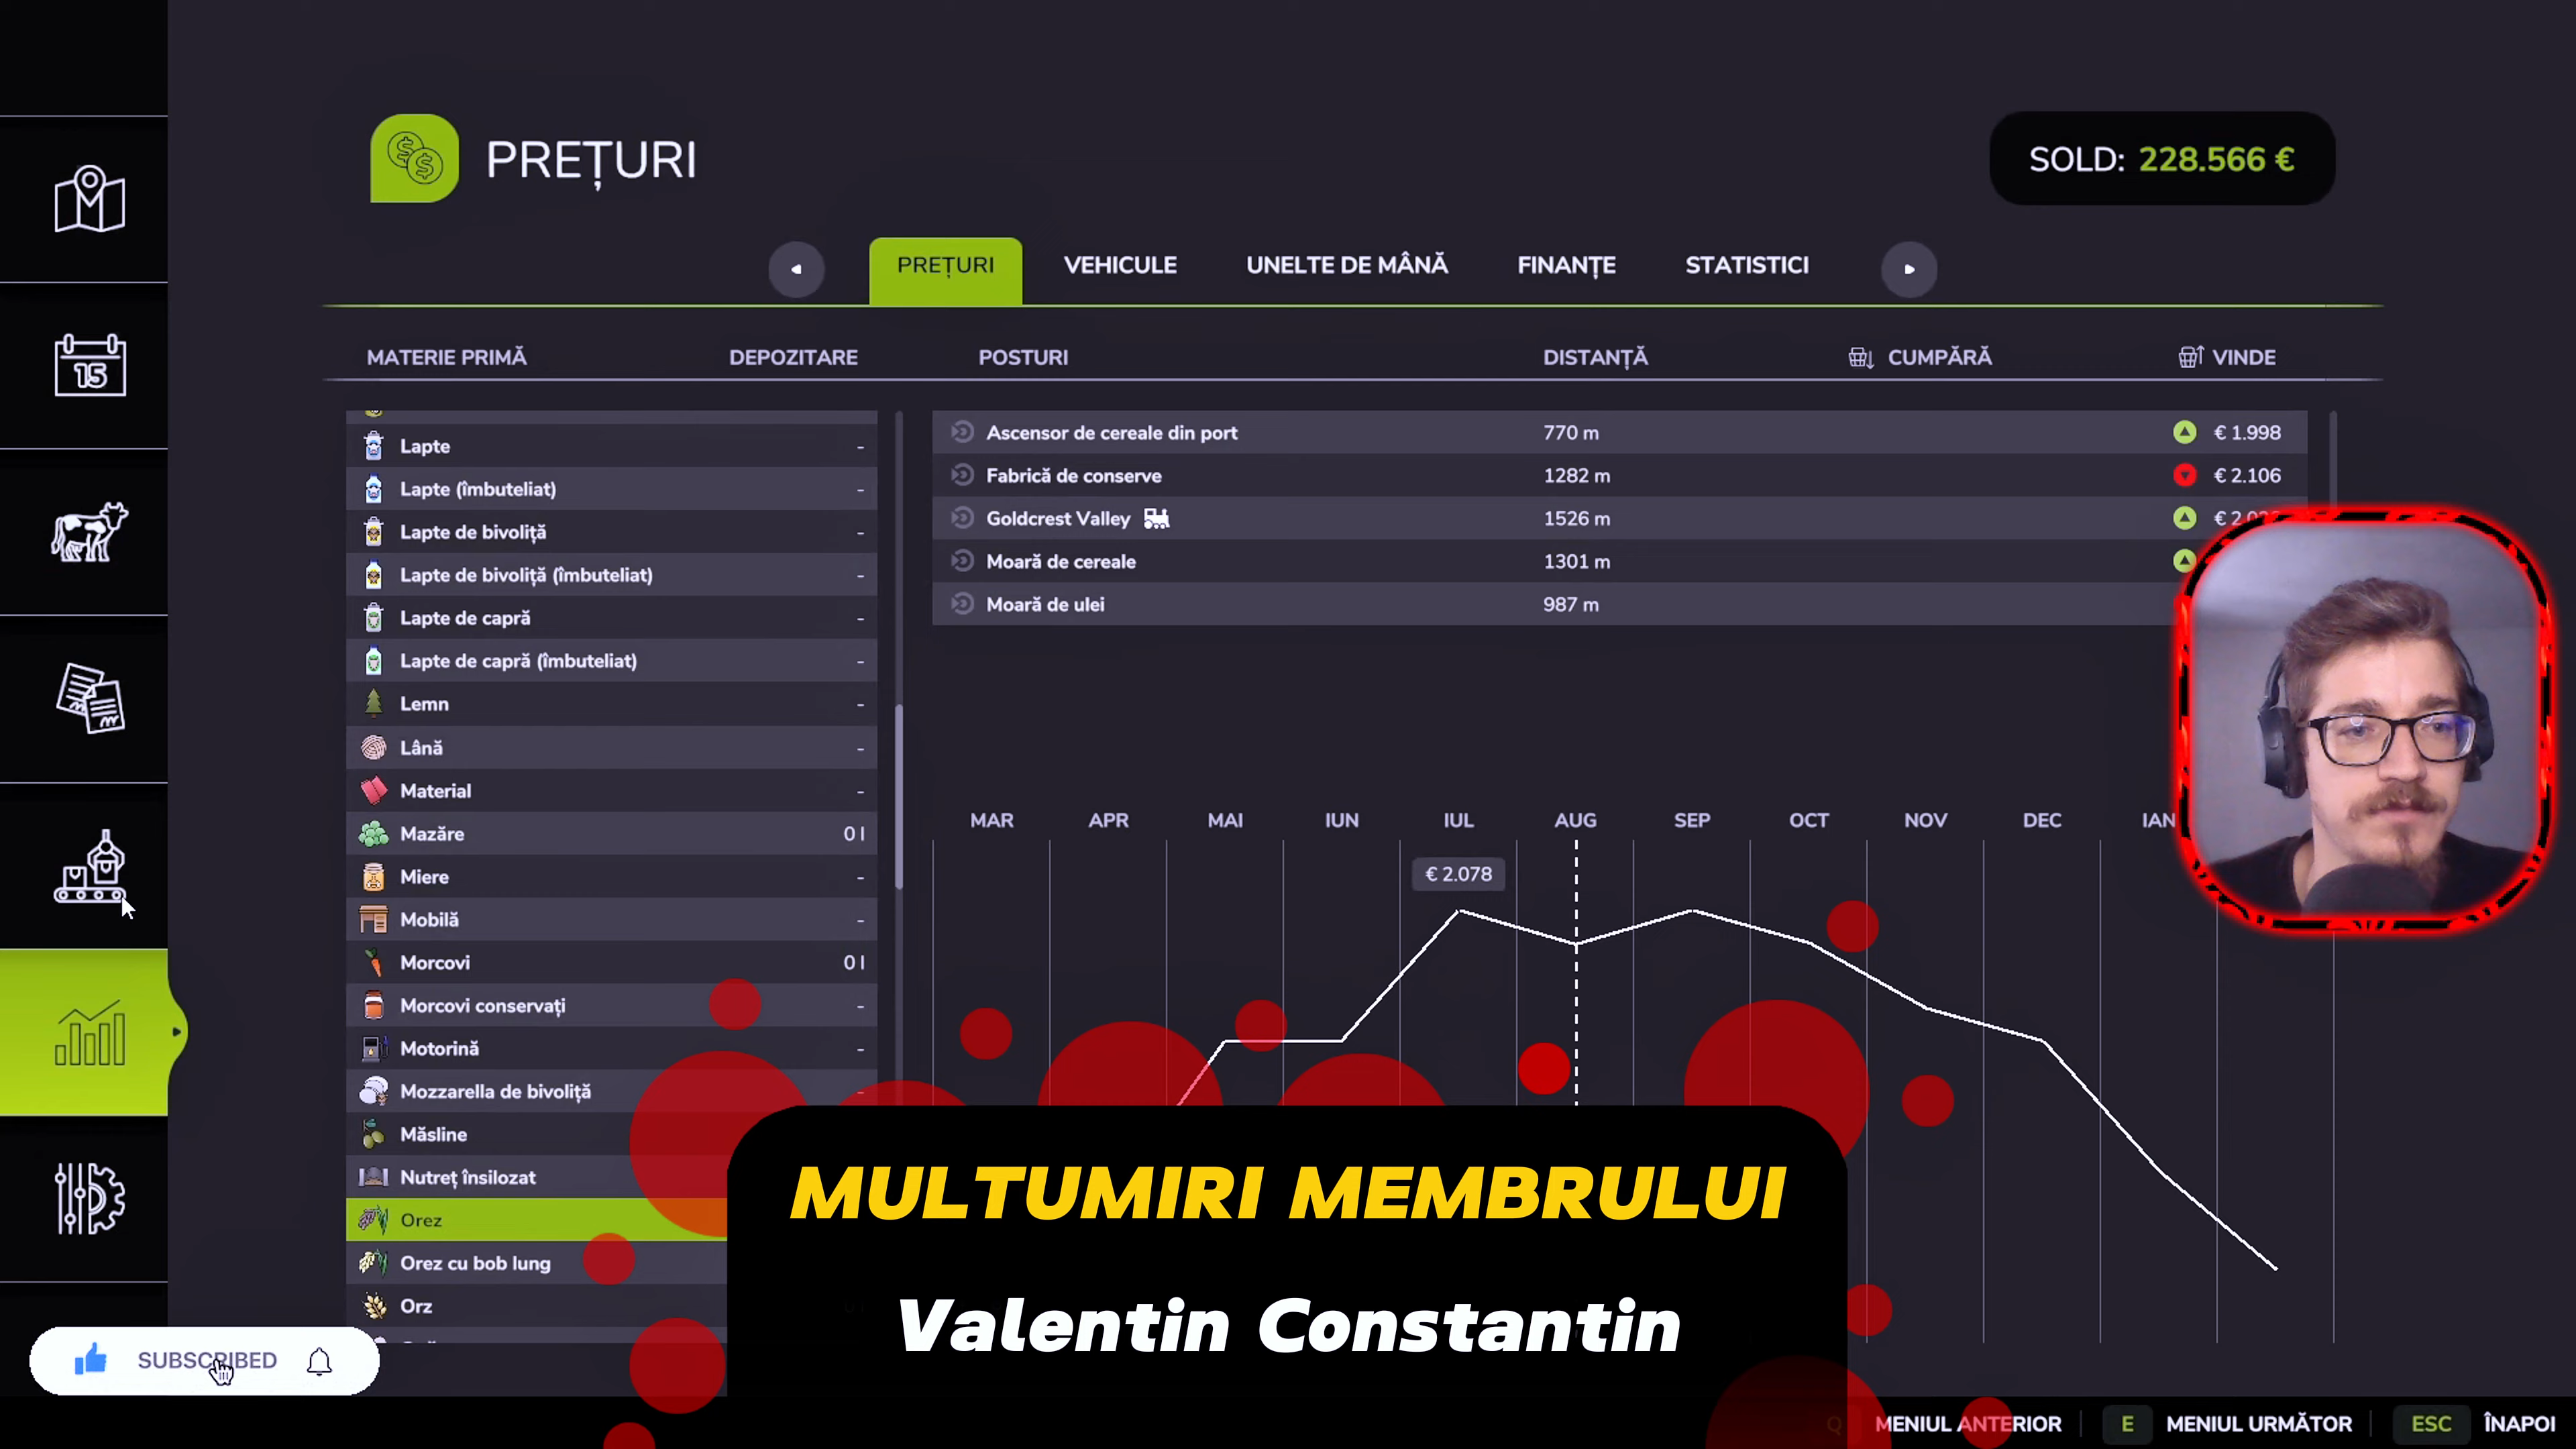 PREȚURI
SOLD: 228.566 €
PREȚURI VEHICULE UNELTE DE MÂNĂ FINANȚE STATISTICI
MATERIE PRIMĂ DEPOZITARE POSTURI DISTANȚĂ CUMPĂRĂ VINDE
15
Lapte -
Lapte (îmbuteliat) -
Lapte de bivoliță -
Lapte de bivoliță (îmbuteliat) -
Lapte de capră -
Lapte de capră (îmbuteliat) -
Lemn -
Lână -
Material -
Mazăre 0 l
Miere -
Mobilă -
Morcovi 0 l
Morcovi conservați -
Motorină -
Mozzarella de bivoliță -
Măsline
Nutreț însilozat
Orez
Orez cu bob lung
Orz
Ascensor de cereale din port 770 m € 1.998
Fabrică de conserve 1282 m € 2.106
Goldcrest Valley 1526 m
Moară de cereale 1301 m
Moară de ulei 987 m
MAR APR MAI IUN IUL AUG SEP OCT NOV DEC IAN
€ 2.078
MULTUMIRI MEMBRULUI
Valentin Constantin
SUBSCRIBED
Q MENIUL ANTERIOR E MENIUL URMĂTOR ESC ÎNAPOI